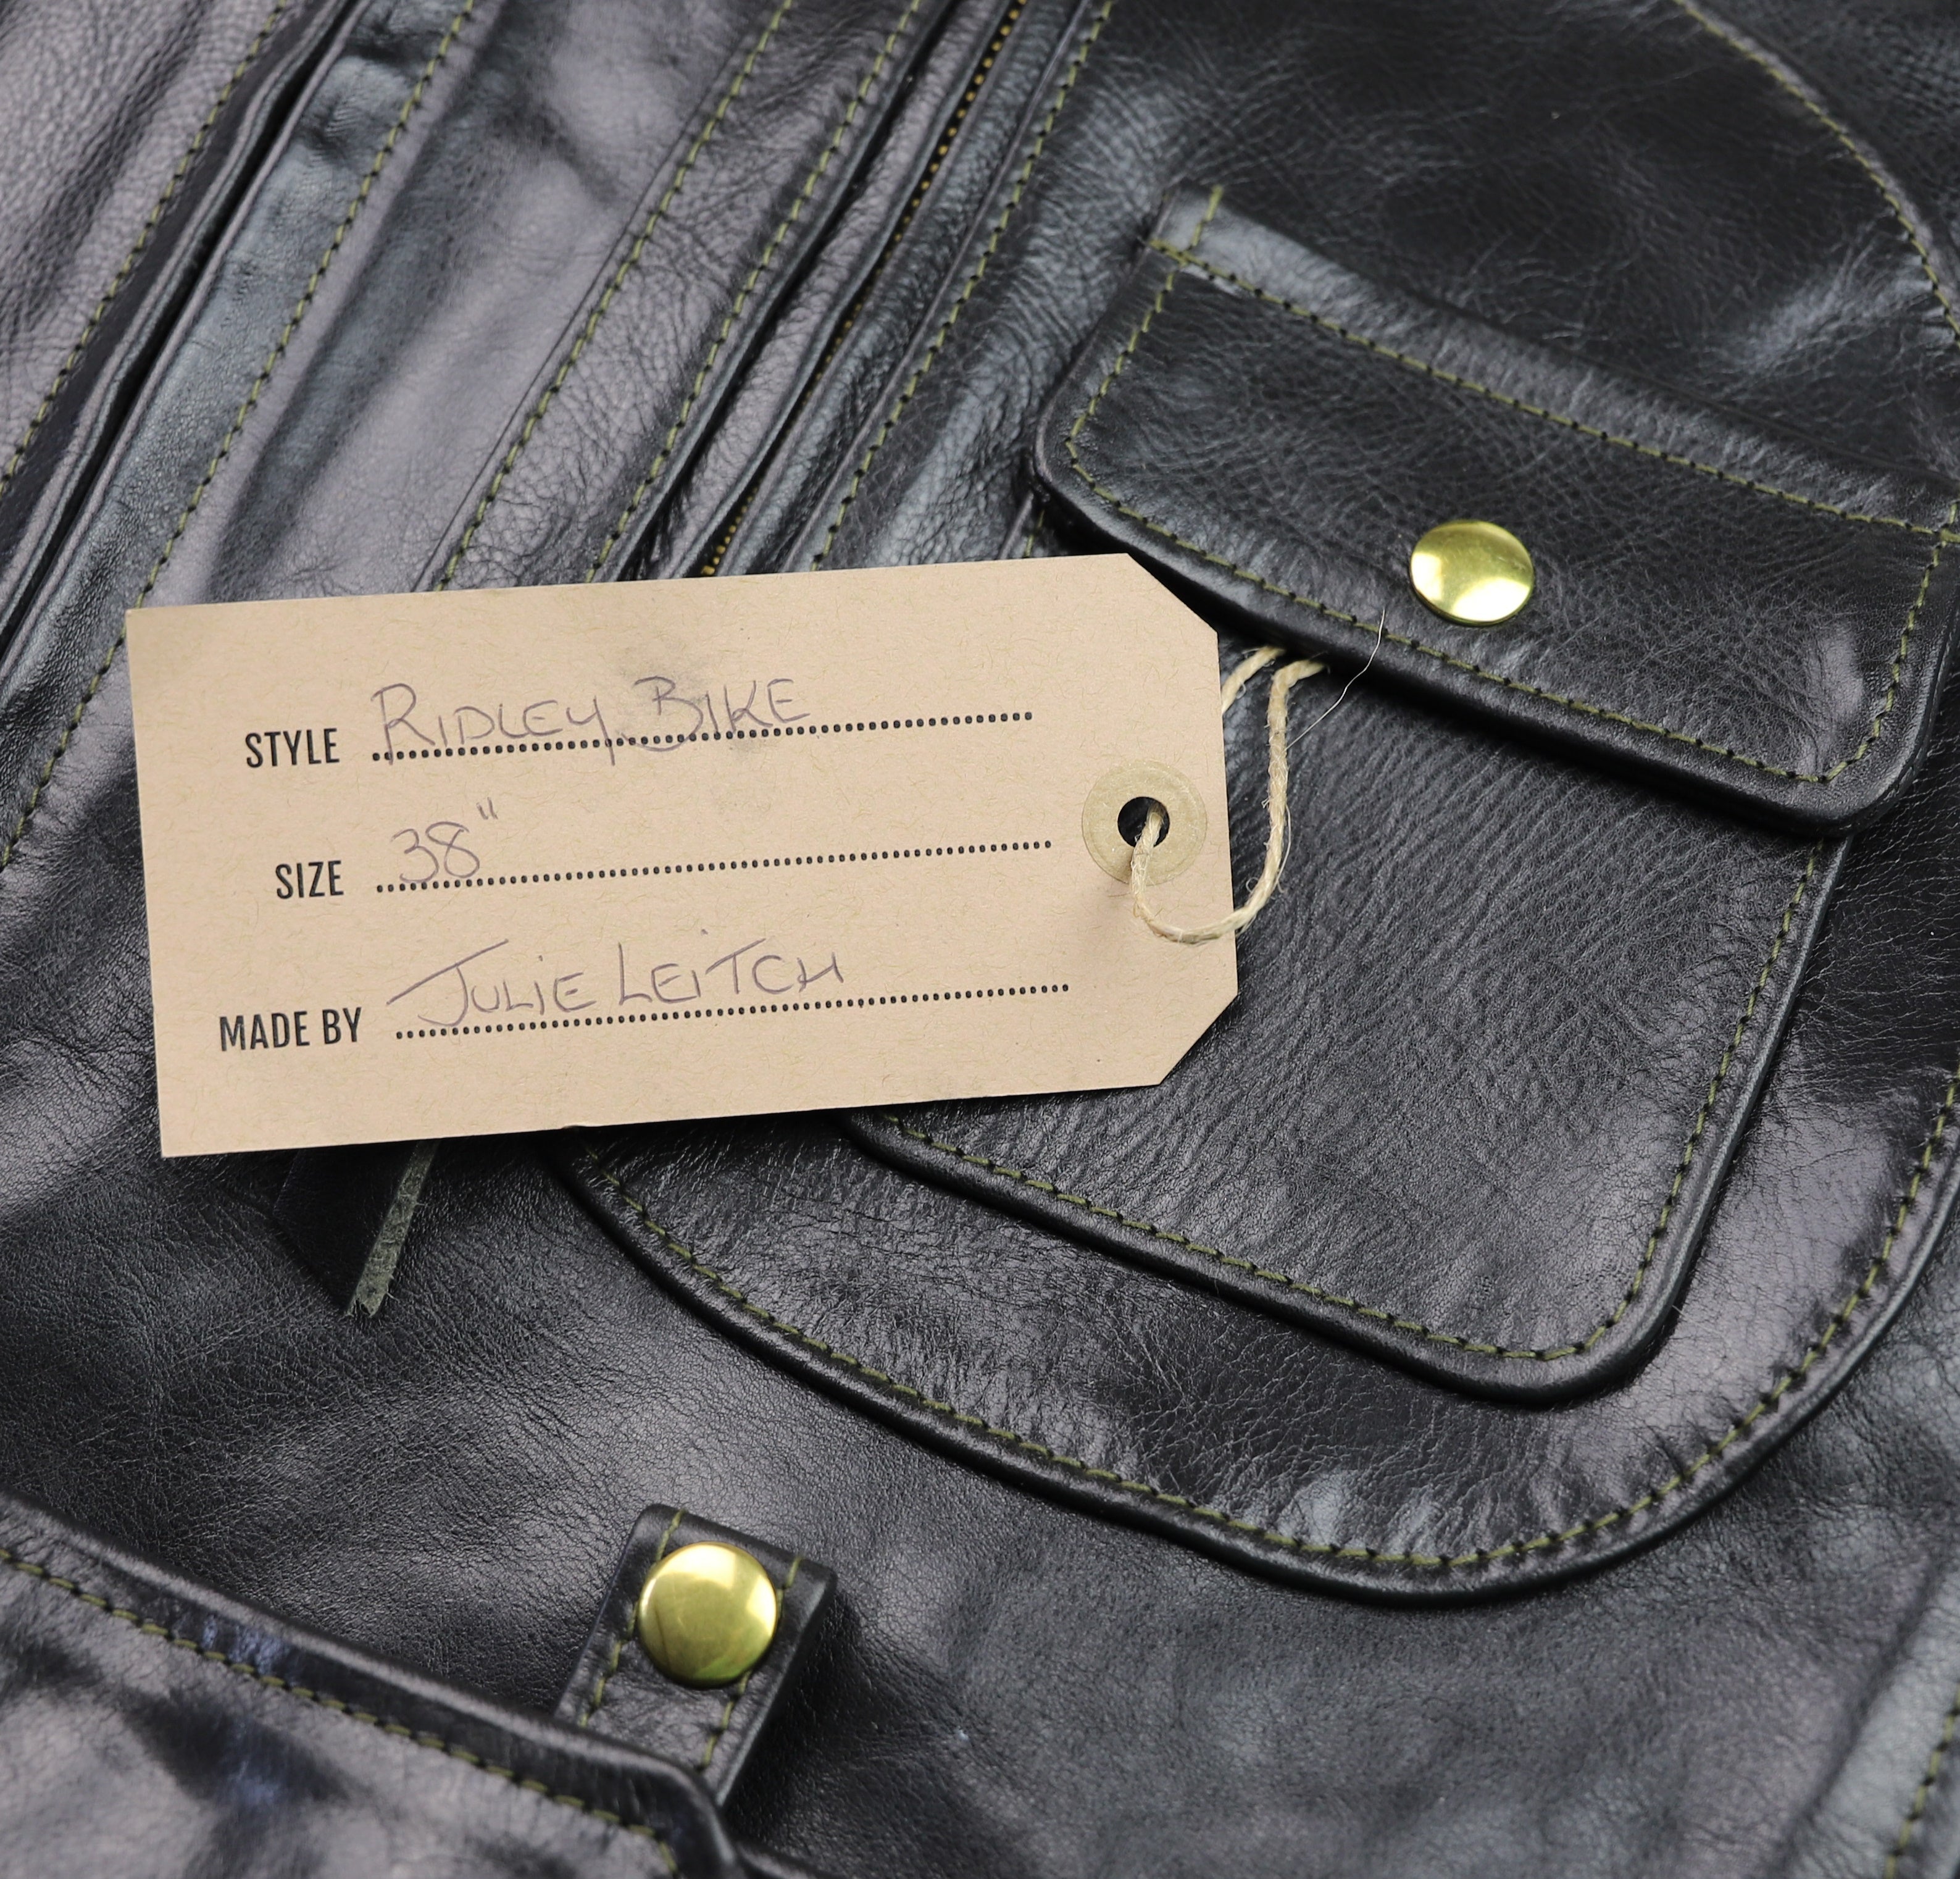 STYLE RIDLEY BIKE
SIZE 38"
MADE BY JULIE LEITCH